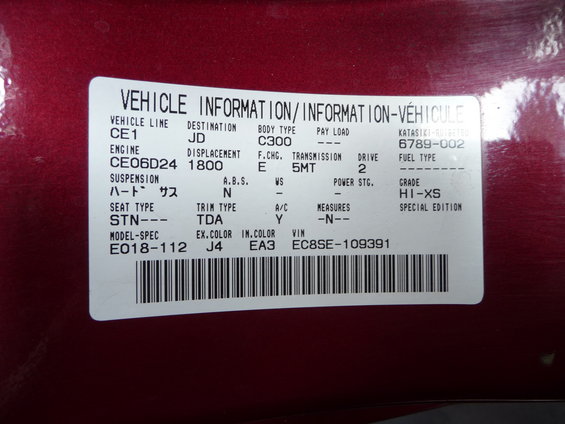 VEHICLE INFORMATION/INFORMATION-VÉHICULE
VEHICLE LINE DESTINATION BODY TYPE PAY LOAD
CE1 JD C300 --- 6789-002
ENGINE DISPLACEMENT F.CHG. TRANSMISSION DRIVE FUEL TYPE
CE06D24 1800 E 5MT 2 --------
SUSPENSION A.B.S. WS POWER STG. GRADE
ハード サス N - - HI-XS
SEAT TYPE TRIM TYPE A/C MEASURES SPECIAL EDITION
STN--- TDA Y -N--
MODEL-SPEC EX.COLOR IN.COLOR VIN
E018-112 J4 EA3 EC8SE-109391